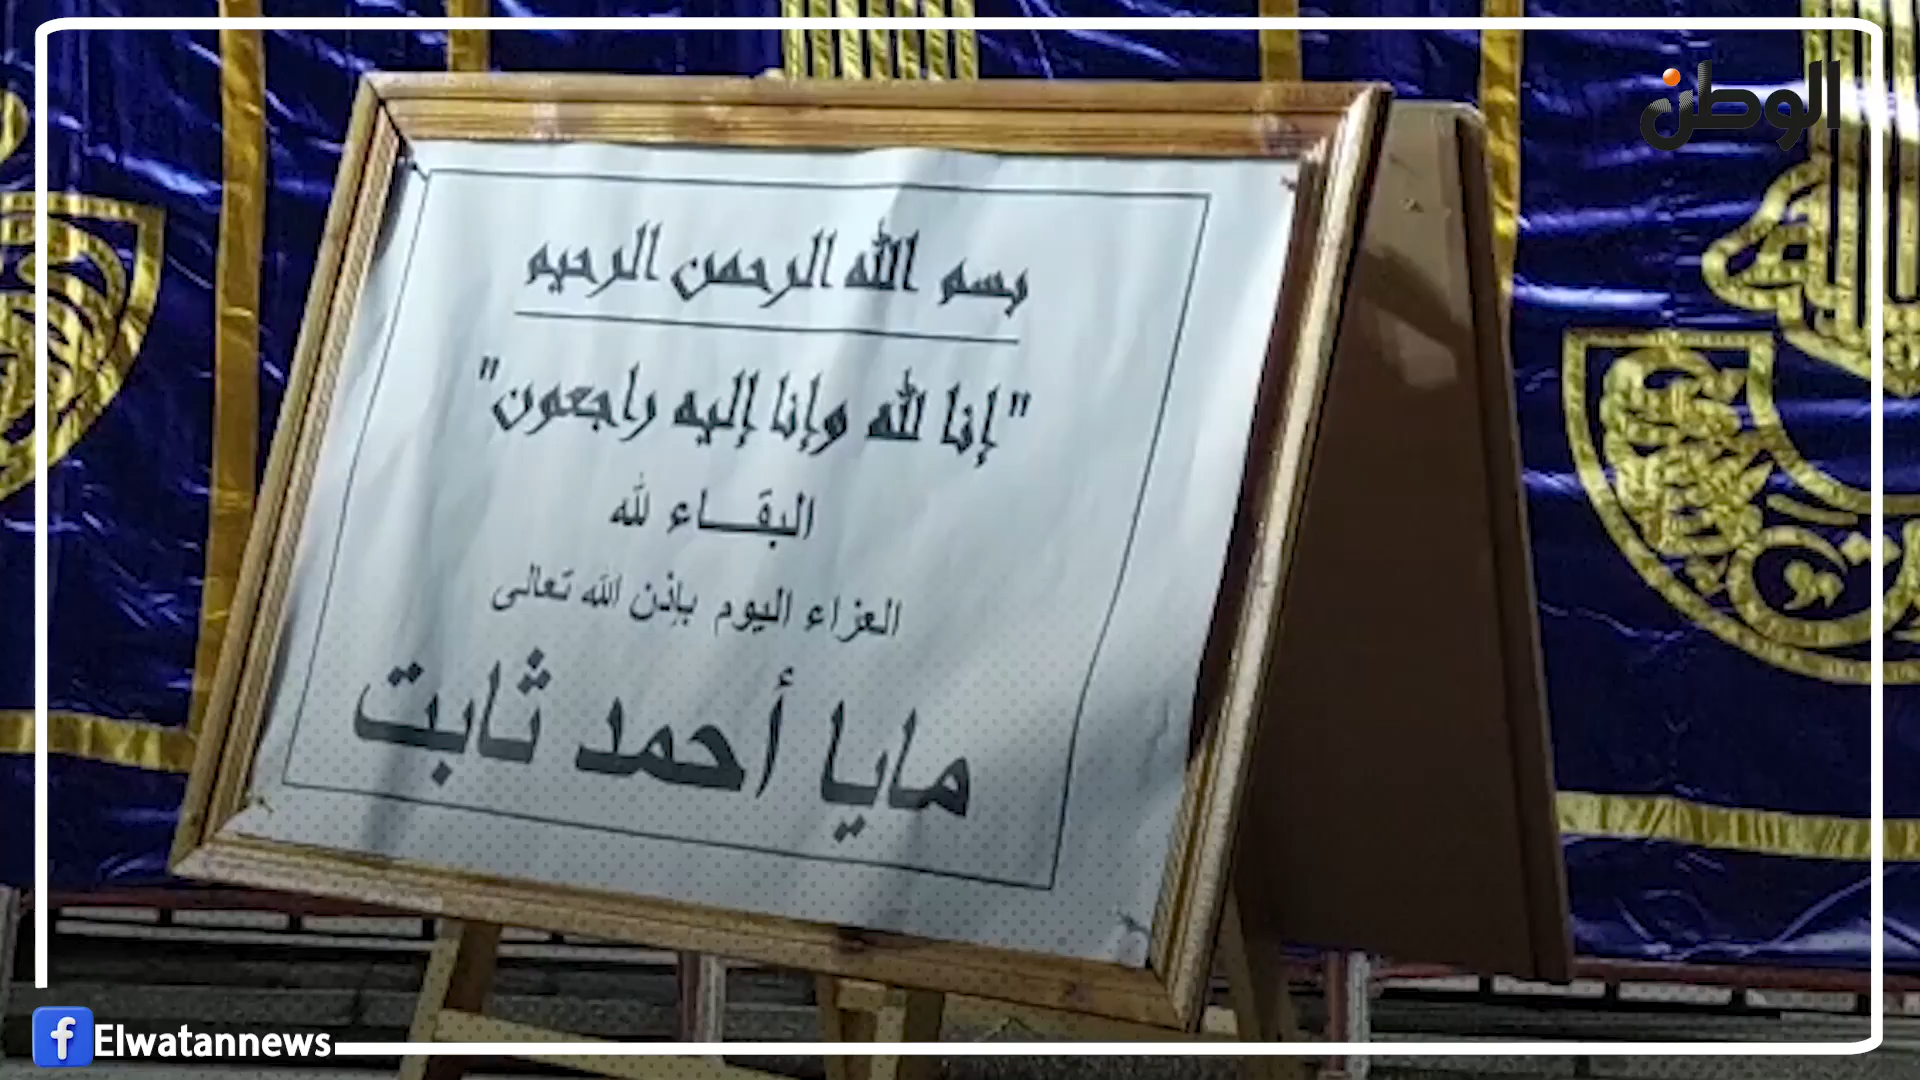 الوطن
بسم الله الرحمن الرحيم
"إنا لله وإنا إليه راجعون"
البقــاء لله
العزاء اليوم بإذن الله تعالى
مايا أحمد ثابت
Elwatannews